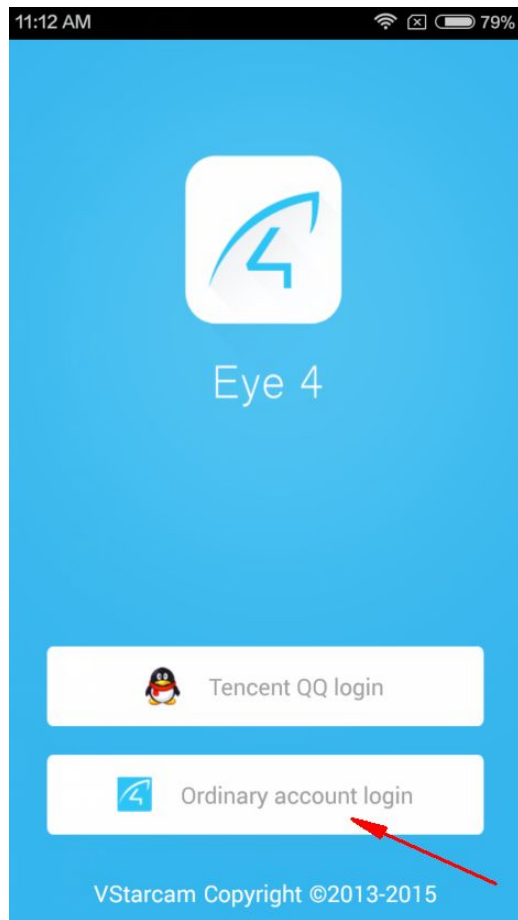 11:12 AM 79%
Eye 4
Tencent QQ login
Ordinary account login
VStarcam Copyright ©2013-2015